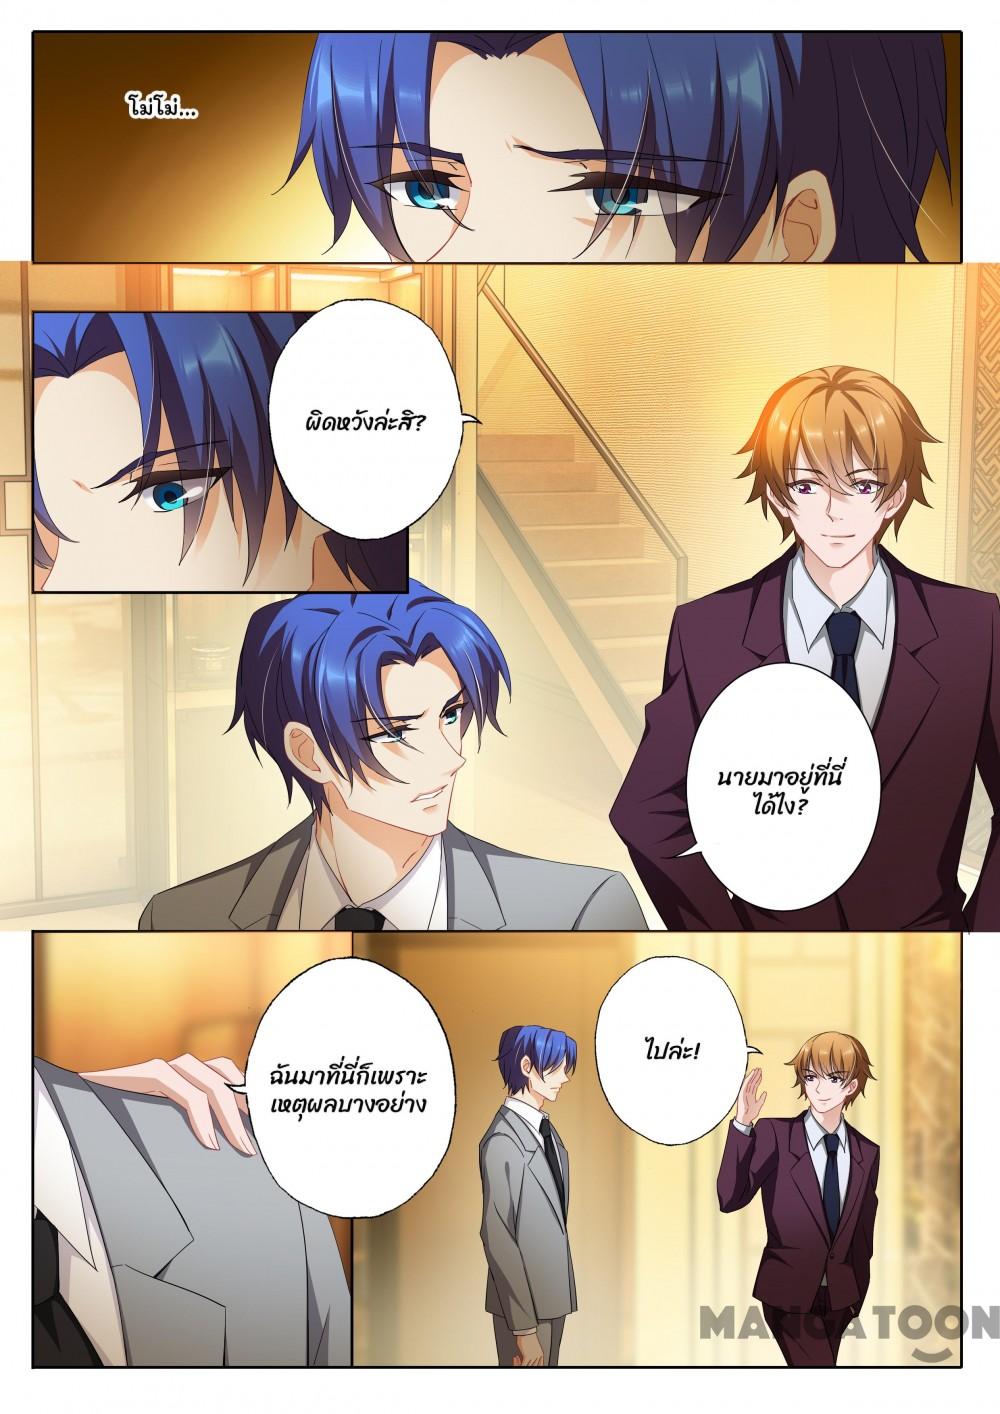 โม่โม่...
ผิดหวังล่ะสิ?
นายมาอยู่ที่นี่
ได้ไง?
ไปล่ะ!
ฉันมาที่นี่ก็เพราะ
เหตุผลบางอย่าง
MANGATOON